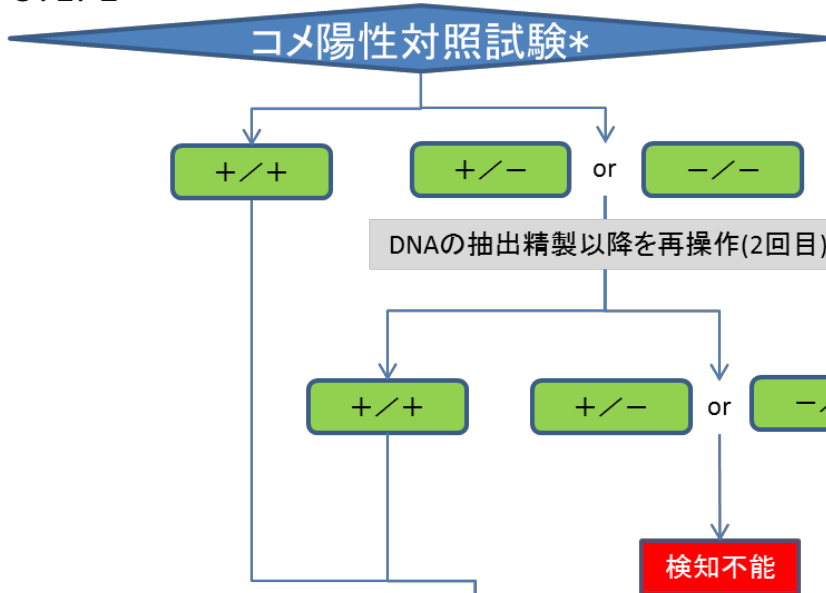 コメ陽性対照試験*
+/+
+/- or -/-
DNAの抽出精製以降を再操作(2回目)
+/+
+/- or
検知不能